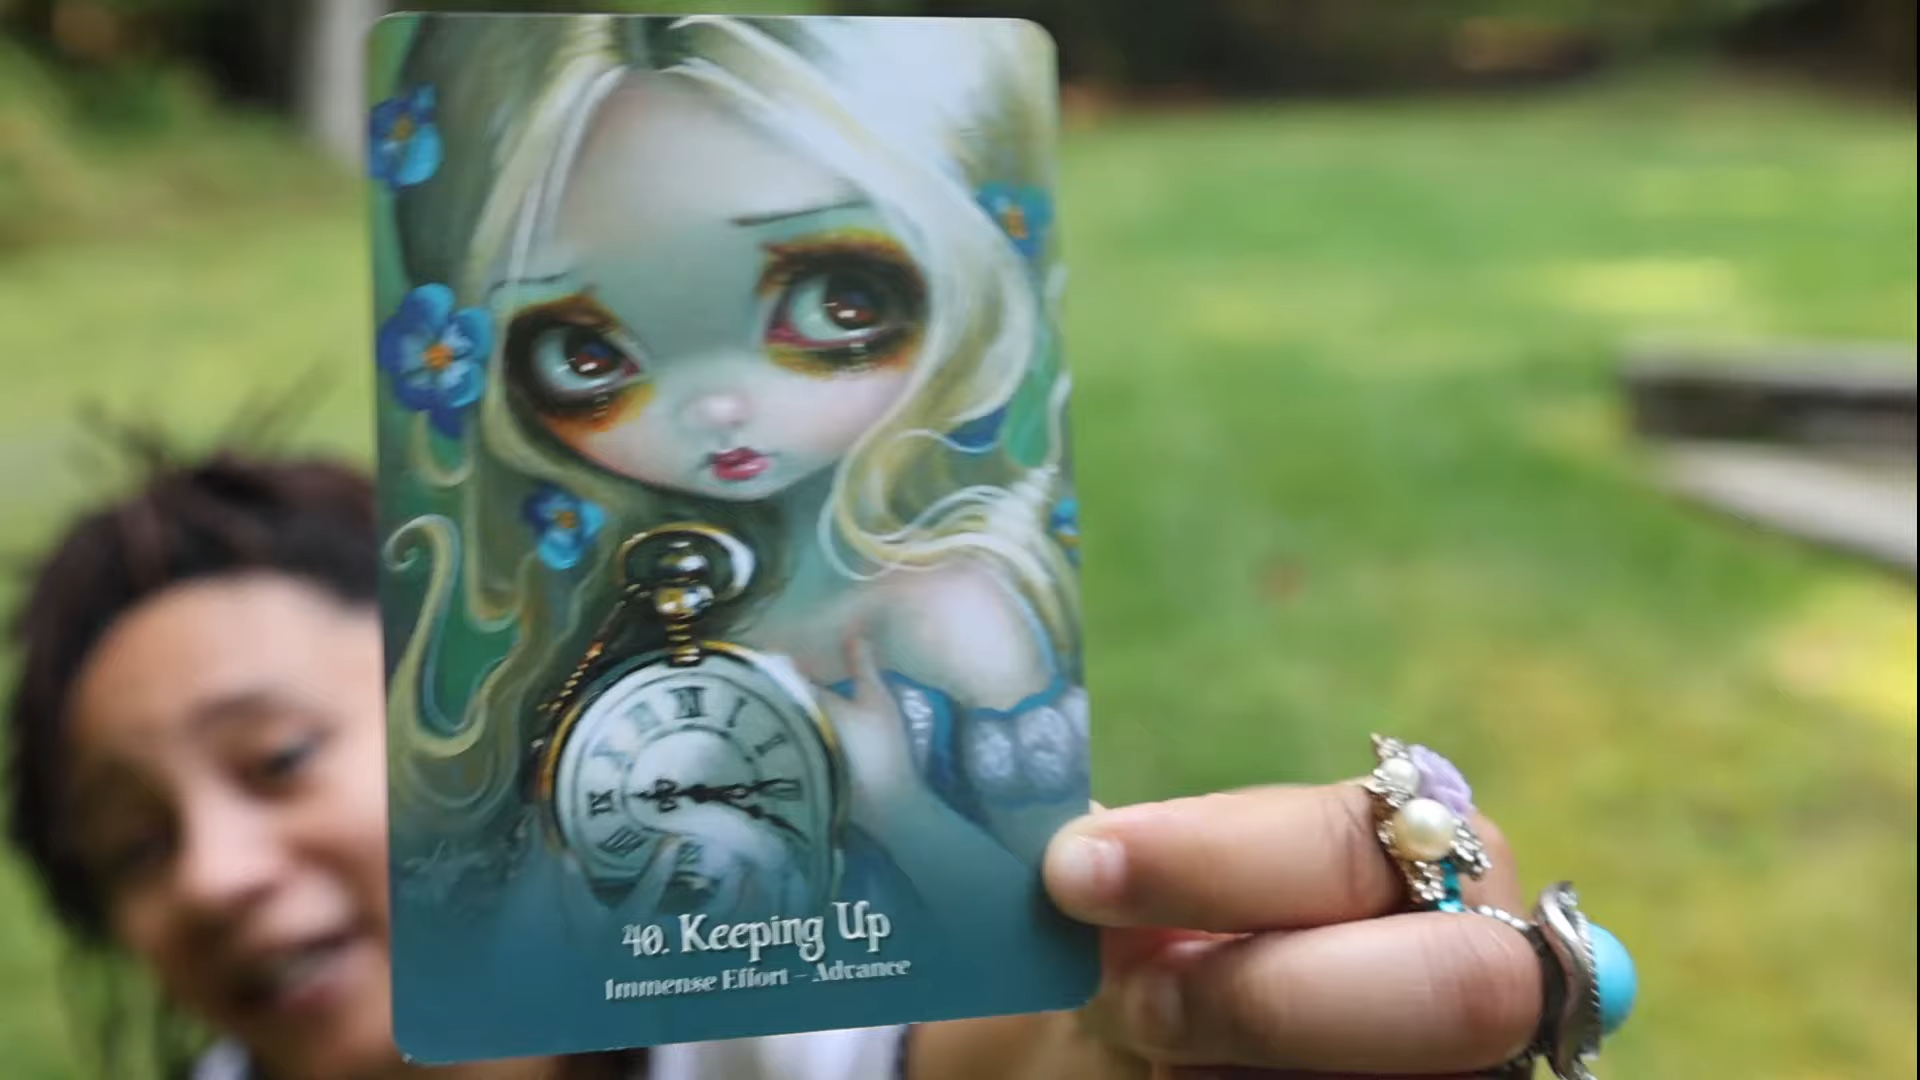 40. Keeping Up
Immense Effort – Advance